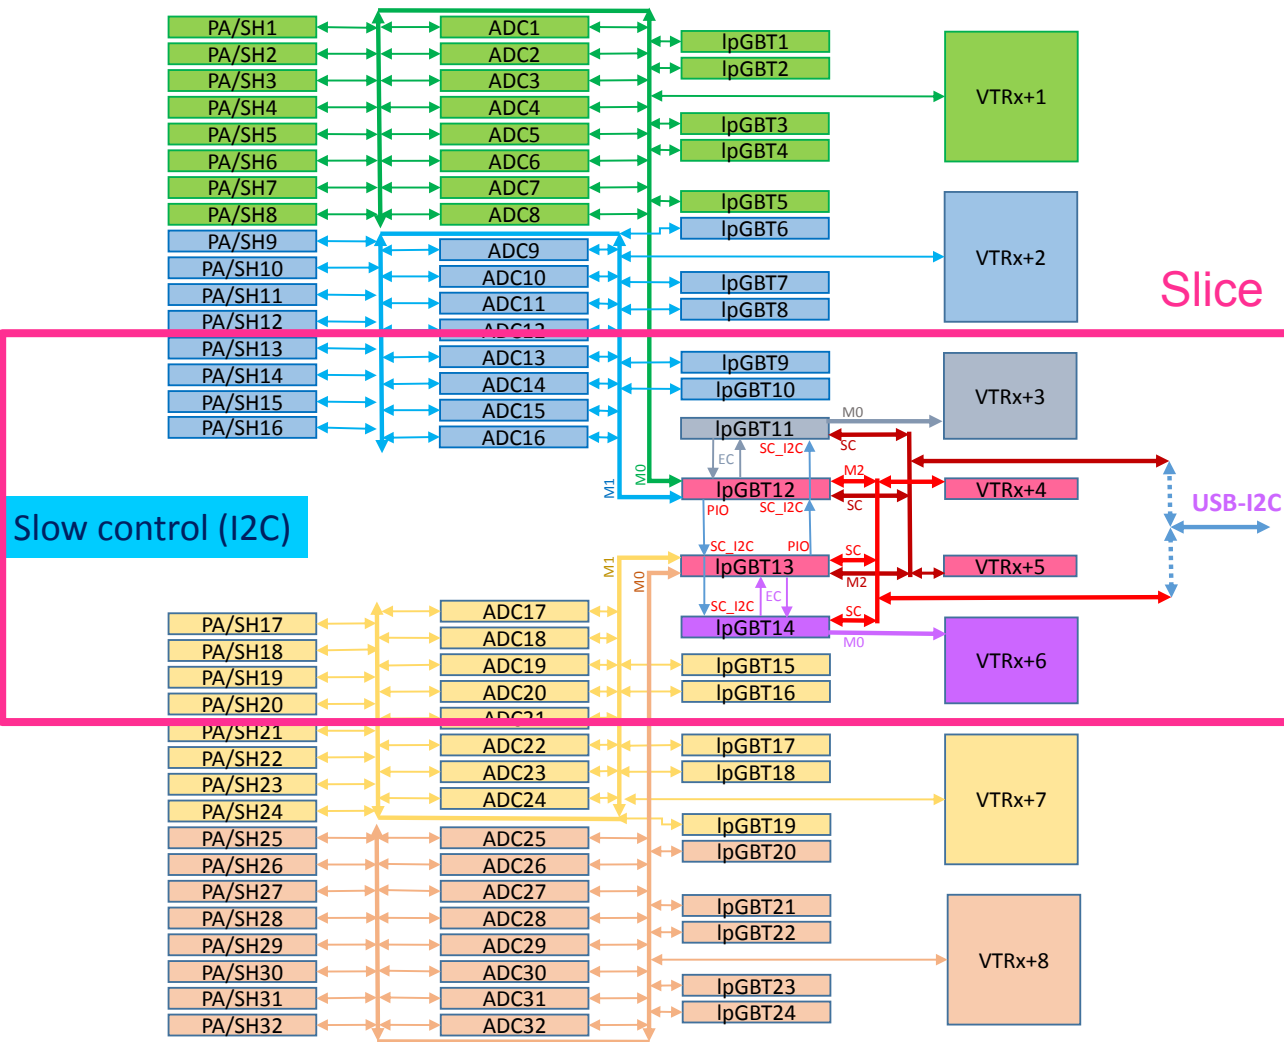 PA/SH1
PA/SH2
PA/SH3
PA/SH4
PA/SH5
PA/SH6
PA/SH7
PA/SH8
PA/SH9
PA/SH10
PA/SH11
PA/SH12
PA/SH13
PA/SH14
PA/SH15
PA/SH16
ADC1
ADC2
ADC3
ADC4
ADC5
ADC6
ADC7
ADC8
ADC9
ADC10
ADC11
ADC12
ADC13
ADC14
ADC15
ADC16
lpGBT1
lpGBT2
lpGBT3
lpGBT4
lpGBT5
lpGBT6
lpGBT7
lpGBT8
lpGBT9
lpGBT10
lpGBT11
lpGBT12
lpGBT13
lpGBT14
VTRx+1
VTRx+2
Slice
VTRx+3
VTRx+4
VTRx+5
VTRx+6
USB-I2C
M0
SC
EC
SC_I2C
M2
SC
M0
M1
PIO
SC_I2C
SC_I2C
PIO
SC
M2
M1
M0
EC
SC_I2C
SC
M0
Slow control (I2C)
PA/SH17
PA/SH18
PA/SH19
PA/SH20
PA/SH21
PA/SH22
PA/SH23
PA/SH24
PA/SH25
PA/SH26
PA/SH27
PA/SH28
PA/SH29
PA/SH30
PA/SH31
PA/SH32
ADC17
ADC18
ADC19
ADC20
ADC21
ADC22
ADC23
ADC24
ADC25
ADC26
ADC27
ADC28
ADC29
ADC30
ADC31
ADC32
lpGBT15
lpGBT16
lpGBT17
lpGBT18
lpGBT19
lpGBT20
lpGBT21
lpGBT22
lpGBT23
lpGBT24
VTRx+7
VTRx+8